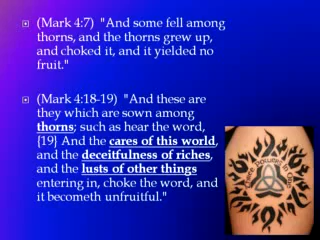 (Mark 4:7) "And some fell among
thorns, and the thorns grew up,
and choked it, and it yielded no
fruit."
(Mark 4:18-19) "And these are
they which are sown among
thorns; such as hear the word,
{19} And the cares of this world,
and the deceitfulness of riches,
and the lusts of other things
entering in, choke the word, and
it becometh unfruitful."